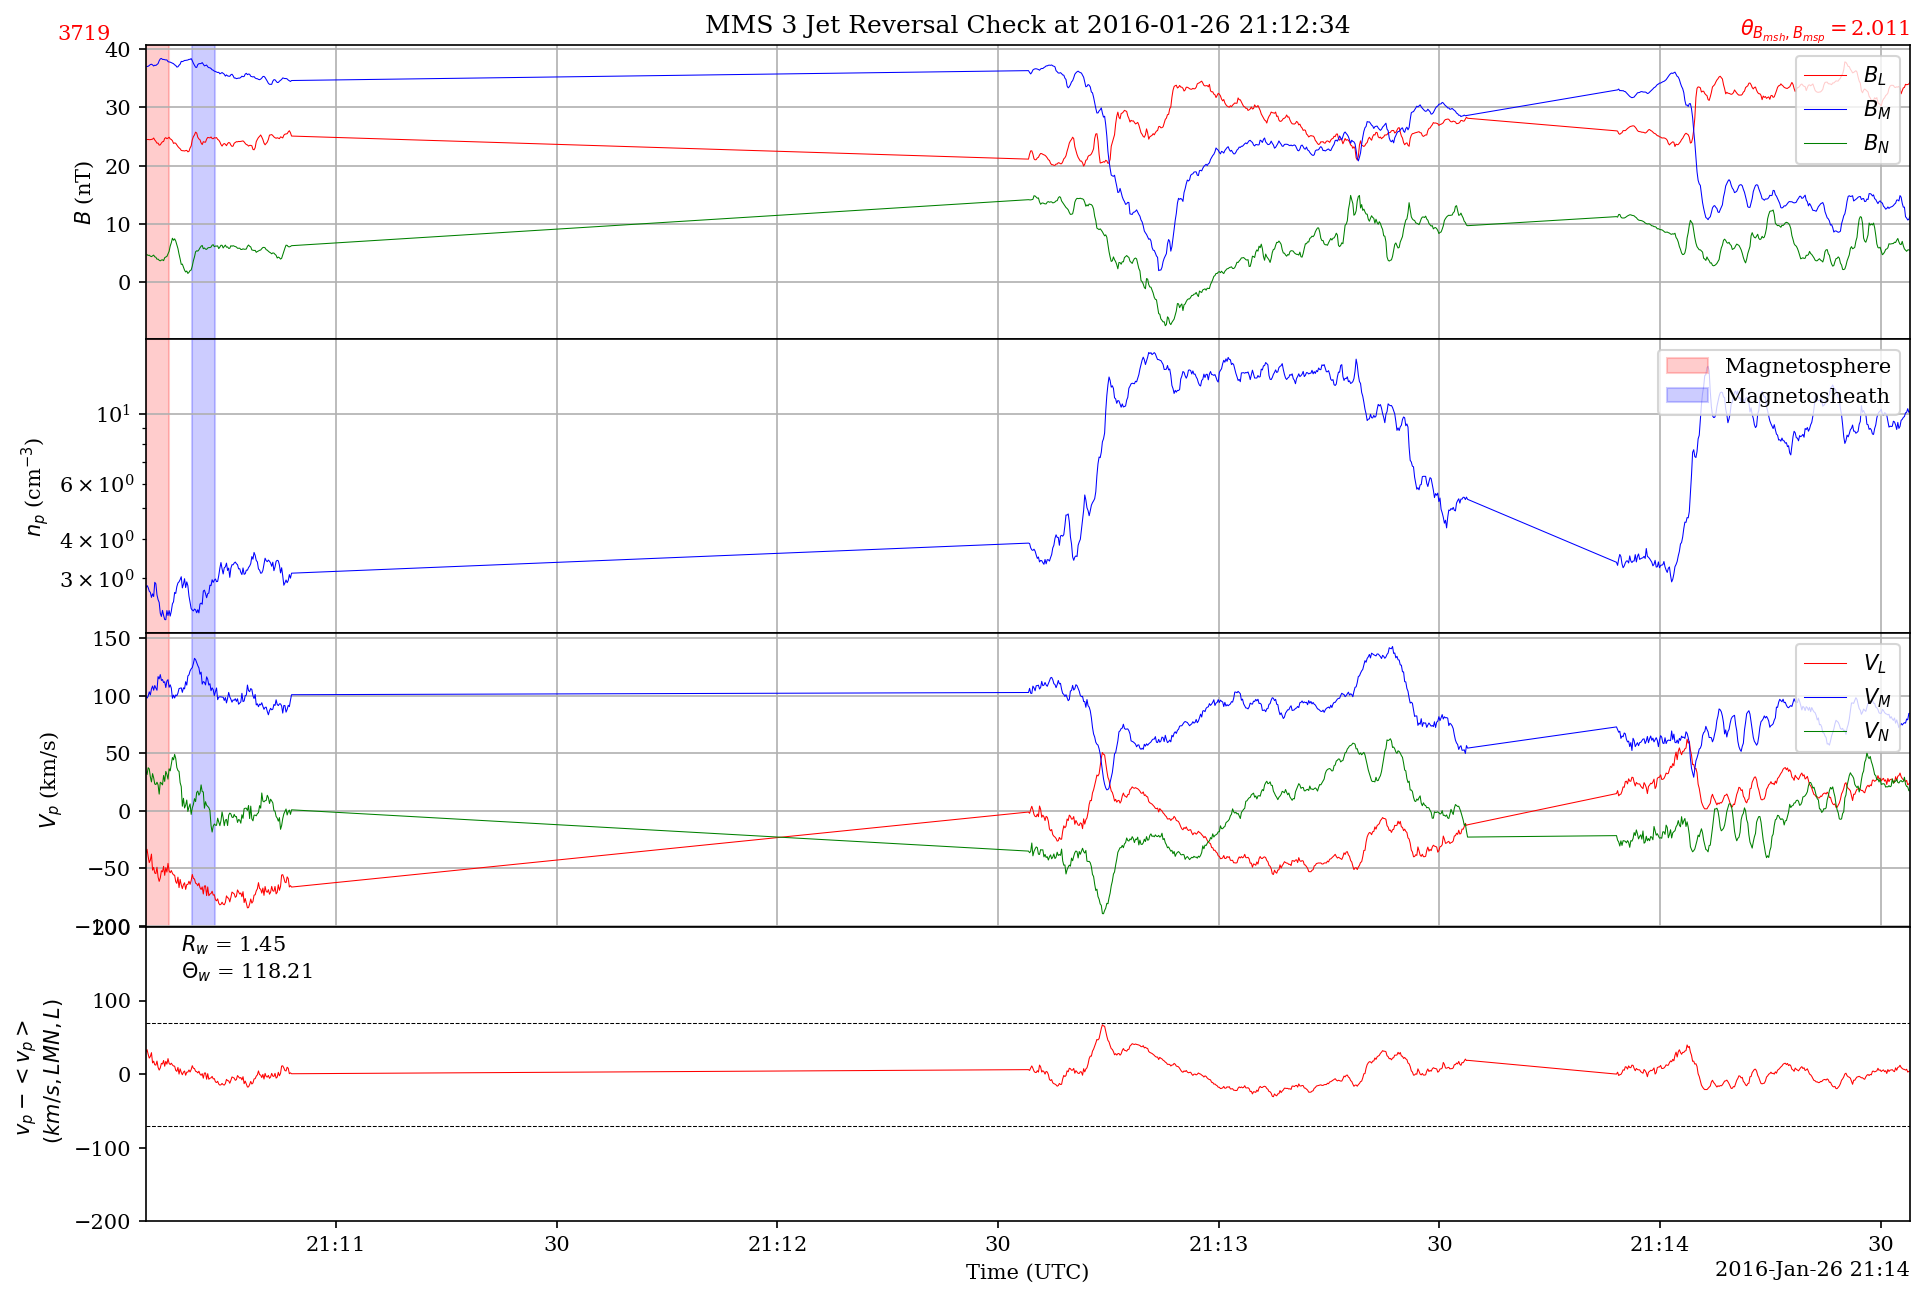 MMS 3 Jet Reversal Check at 2016-01-26 21:12:34
3719
θ_{B_{msh}, B_{msp}} = 2.011
40
30
20
10
0
B (nT)
B_L
B_M
B_N
10^1
6 × 10^0
4 × 10^0
3 × 10^0
n_p (cm^{-3})
Magnetosphere
Magnetosheath
150
100
50
0
−50
−100
V_p (km/s)
V_L
V_M
V_N
200
100
0
−100
−200
v_p − < v_p >
(km/s, LMN, L)
R_w = 1.45
Θ_w = 118.21
21:11
30
21:12
30
21:13
30
21:14
30
Time (UTC)
2016-Jan-26 21:14